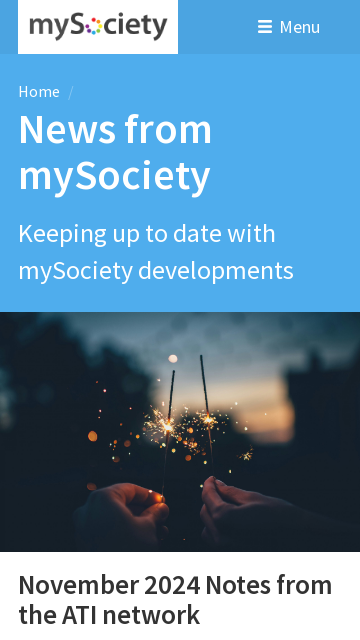 mySociety
Menu
Home /
News from
mySociety
Keeping up to date with
mySociety developments
November 2024 Notes from
the ATI network